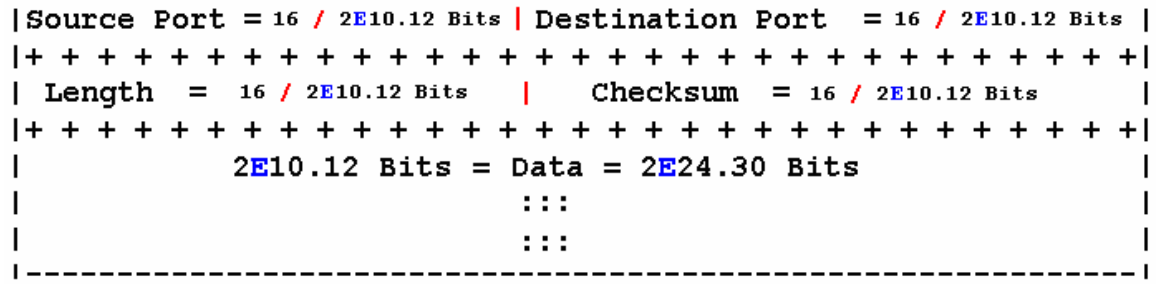 |Source Port = 16 / 2E10.12 Bits | Destination Port = 16 / 2E10.12 Bits |
|+ + + + + + + + + + + + + + + + + + + + + + + + + + + + + + +|
| Length = 16 / 2E10.12 Bits | Checksum = 16 / 2E10.12 Bits |
|+ + + + + + + + + + + + + + + + + + + + + + + + + + + + + + +|
| 2E10.12 Bits = Data = 2E24.30 Bits |
| ::: |
| ::: |
|-------------------------------------------------------------|